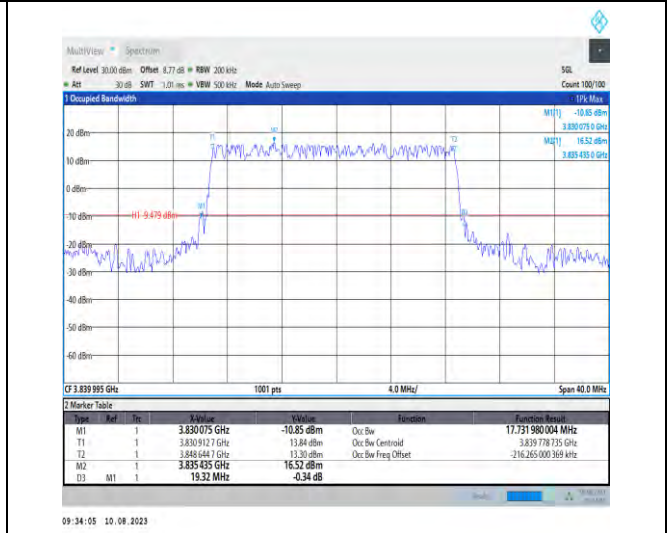 MultiView Spectrum
Ref Level 30.00 dBm Offset 8.77 dB RBW 200 kHz SGL
Att 30 dB SWT 1.01 ms VBW 500 kHz Mode Auto Sweep Count 100/100
1 Occupied Bandwidth 1Pk Max
M1[1] -10.85 dBm
3.830 075 0 GHz
M2[1] 16.52 dBm
3.835 435 0 GHz
20 dBm
T1 M2 T2
10 dBm
0 dBm
M1
-10 dBm H1 -9.479 dBm
-20 dBm
-30 dBm
-40 dBm
-50 dBm
-60 dBm
CF 3.839 995 GHz 1001 pts 4.0 MHz/ Span 40.0 MHz
2 Marker Table
Type Ref Trc X-Value Y-Value Function Function Result
M1 1 3.830 075 GHz -10.85 dBm Occ Bw 17.731 980 004 MHz
T1 1 3.830 912 7 GHz 13.84 dBm Occ Bw Centroid 3.839 778 735 GHz
T2 1 3.848 644 7 GHz 13.30 dBm Occ Bw Freq Offset -216.265 000 369 kHz
M2 1 3.835 435 GHz 16.52 dBm
D3 M1 1 19.32 MHz -0.34 dB
09:34:05 10.08.2023